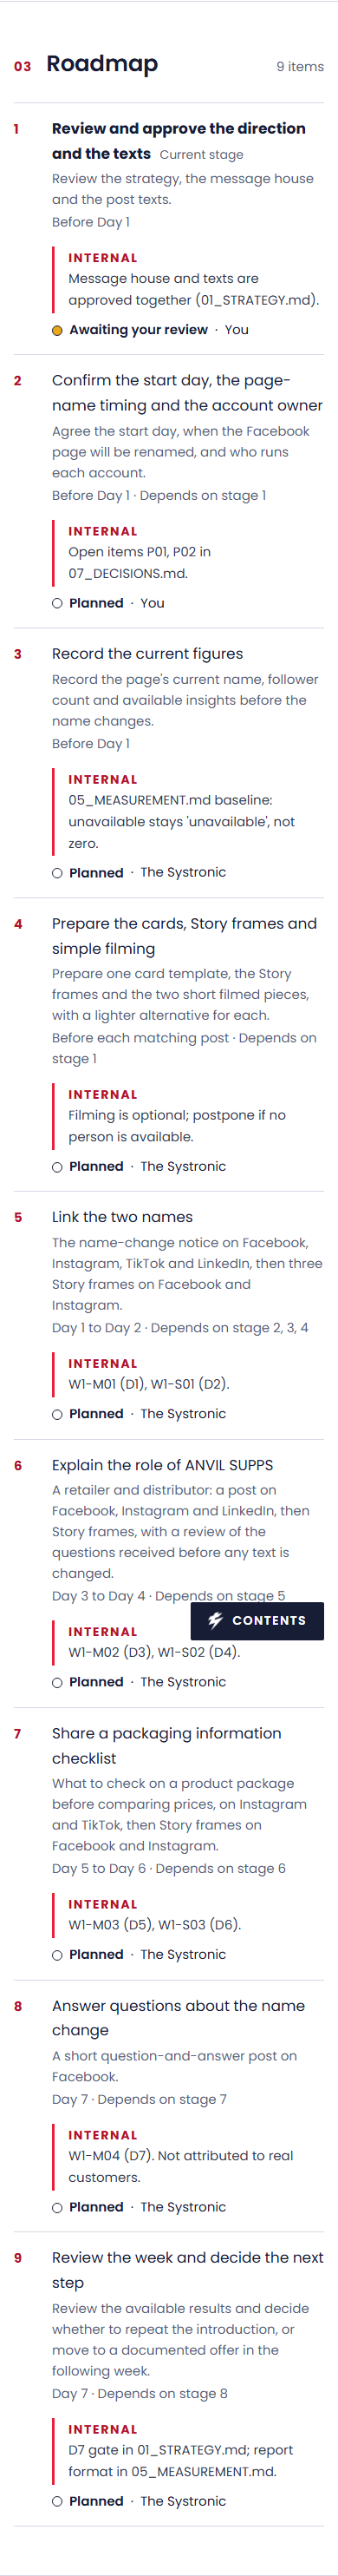 03 Roadmap 9 items
1 Review and approve the direction
and the texts Current stage
Review the strategy, the message house
and the post texts.
Before Day 1
INTERNAL
Message house and texts are
approved together (01_STRATEGY.md).
Awaiting your review · You
2 Confirm the start day, the page-
name timing and the account owner
Agree the start day, when the Facebook
page will be renamed, and who runs
each account.
Before Day 1 · Depends on stage 1
INTERNAL
Open items P01, P02 in
07_DECISIONS.md.
Planned · You
3 Record the current figures
Record the page's current name, follower
count and available insights before the
name changes.
Before Day 1
INTERNAL
05_MEASUREMENT.md baseline:
unavailable stays 'unavailable', not
zero.
Planned · The Systronic
4 Prepare the cards, Story frames and
simple filming
Prepare one card template, the Story
frames and the two short filmed pieces,
with a lighter alternative for each.
Before each matching post · Depends on
stage 1
INTERNAL
Filming is optional; postpone if no
person is available.
Planned · The Systronic
5 Link the two names
The name-change notice on Facebook,
Instagram, TikTok and LinkedIn, then three
Story frames on Facebook and
Instagram.
Day 1 to Day 2 · Depends on stage 2, 3, 4
INTERNAL
W1-M01 (D1), W1-S01 (D2).
Planned · The Systronic
6 Explain the role of ANVIL SUPPS
A retailer and distributor: a post on
Facebook, Instagram and LinkedIn, then
Story frames, with a review of the
questions received before any text is
changed.
Day 3 to Day 4 · Depends on stage 5
CONTENTS
INTERNAL
W1-M02 (D3), W1-S02 (D4).
Planned · The Systronic
7 Share a packaging information
checklist
What to check on a product package
before comparing prices, on Instagram
and TikTok, then Story frames on
Facebook and Instagram.
Day 5 to Day 6 · Depends on stage 6
INTERNAL
W1-M03 (D5), W1-S03 (D6).
Planned · The Systronic
8 Answer questions about the name
change
A short question-and-answer post on
Facebook.
Day 7 · Depends on stage 7
INTERNAL
W1-M04 (D7). Not attributed to real
customers.
Planned · The Systronic
9 Review the week and decide the next
step
Review the available results and decide
whether to repeat the introduction, or
move to a documented offer in the
following week.
Day 7 · Depends on stage 8
INTERNAL
D7 gate in 01_STRATEGY.md; report
format in 05_MEASUREMENT.md.
Planned · The Systronic